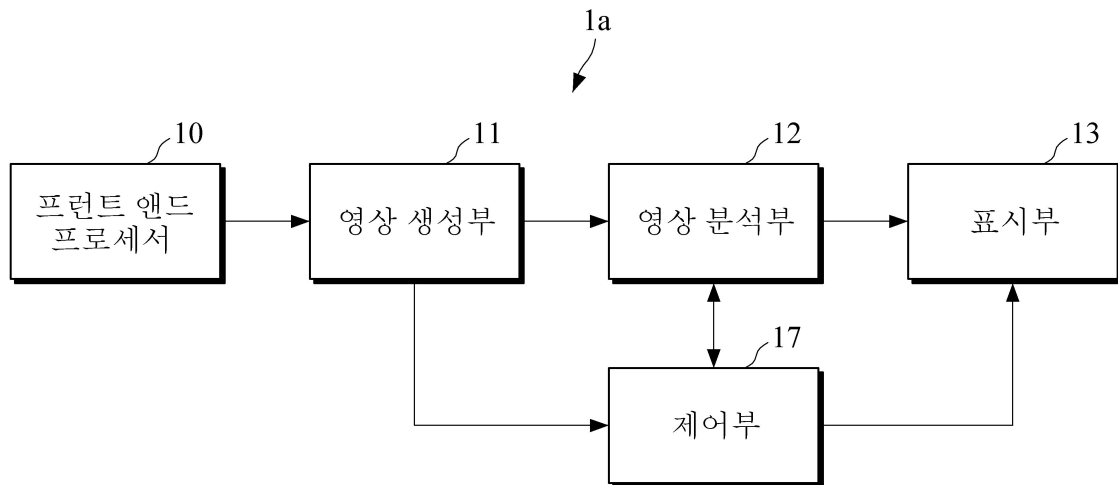 1a
10
프런트 앤드
프로세서
11
영상 생성부
12
영상 분석부
13
표시부
17
제어부